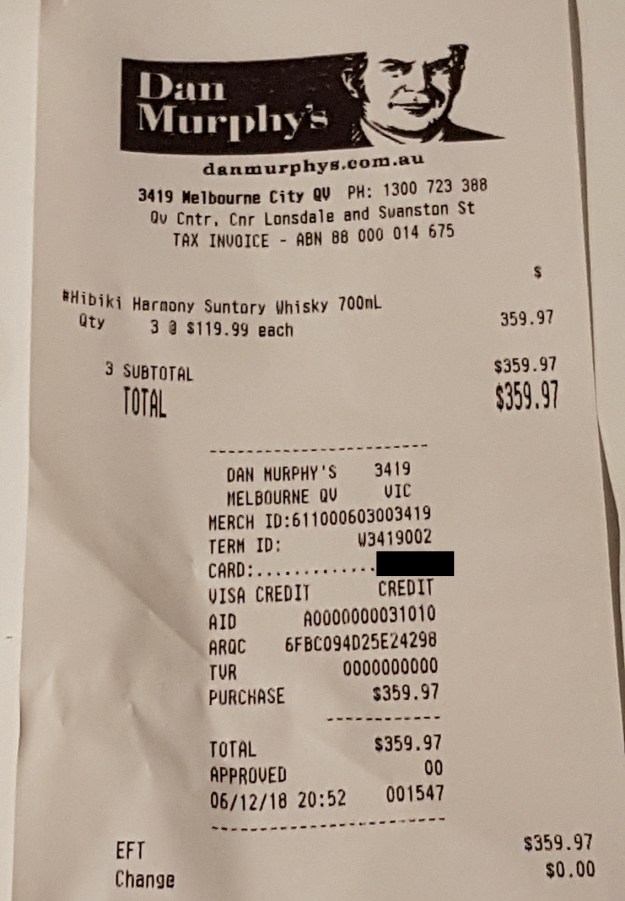 Dan
Murphy's
danmurphys.com.au
3419 Melbourne City QV PH: 1300 723 388
Qv Cntr, Cnr Lonsdale and Swanston St
TAX INVOICE - ABN 88 000 014 675
$
#Hibiki Harmony Suntory Whisky 700mL
Qty 3 @ $119.99 each 359.97
3 SUBTOTAL $359.97
TOTAL $359.97
DAN MURPHY'S 3419
MELBOURNE QV VIC
MERCH ID:611000603003419
TERM ID: W3419002
CARD:.............
VISA CREDIT CREDIT
AID A0000000031010
ARQC 6FBC094D25E24298
TVR 0000000000
PURCHASE $359.97
TOTAL $359.97
APPROVED 00
06/12/18 20:52 001547
EFT $359.97
Change $0.00